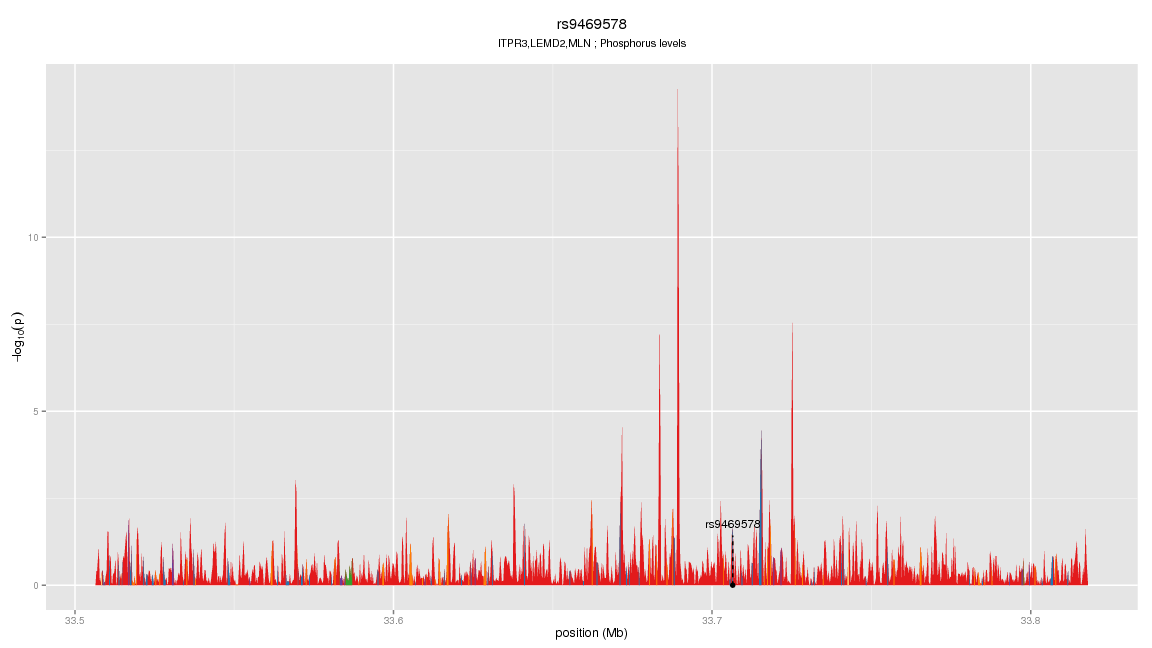 rs9469578
ITPR3,LEMD2,MLN ; Phosphorus levels
−log10(p)
10
5
0
rs9469578
33.5 33.6 33.7 33.8
position (Mb)